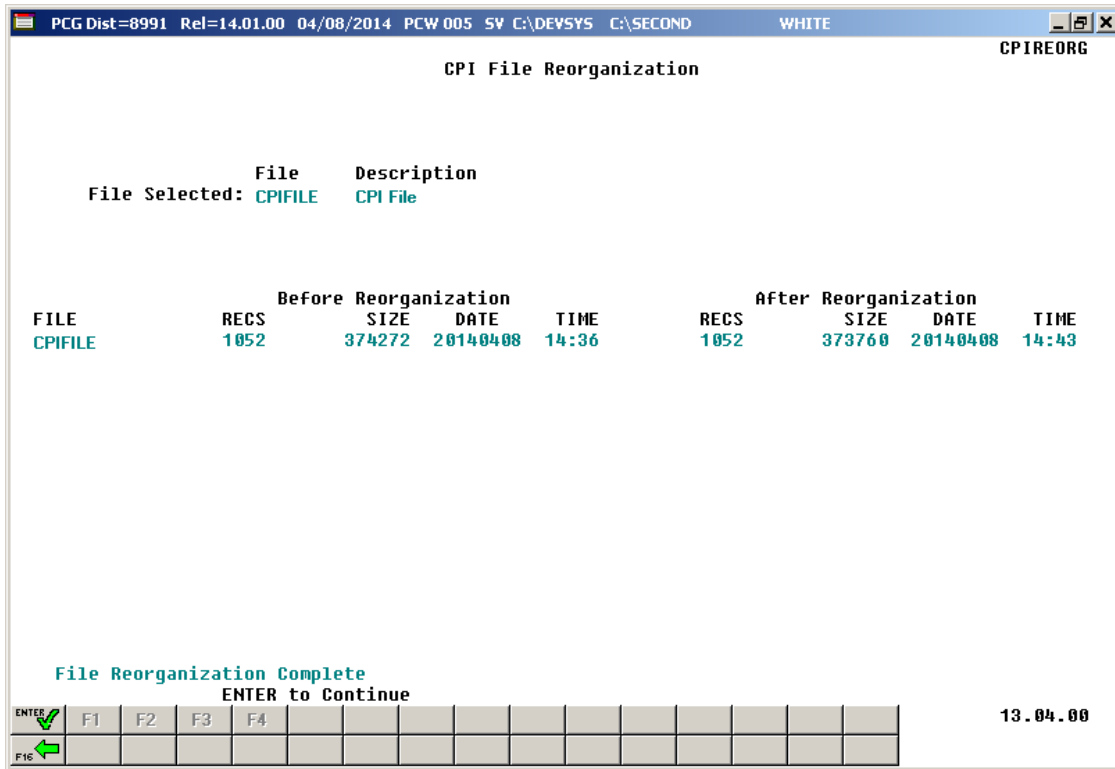 PCG Dist=8991 Rel=14.01.00 04/08/2014 PCW 005 SV C:\DEVSYS C:\SECOND WHITE
CPIREORG
CPI File Reorganization
File Description
File Selected: CPIFILE CPI File
Before Reorganization After Reorganization
FILE RECS SIZE DATE TIME RECS SIZE DATE TIME
CPIFILE 1052 374272 20140408 14:36 1052 373760 20140408 14:43
File Reorganization Complete
ENTER to Continue
ENTER F1 F2 F3 F4 13.04.00
F16